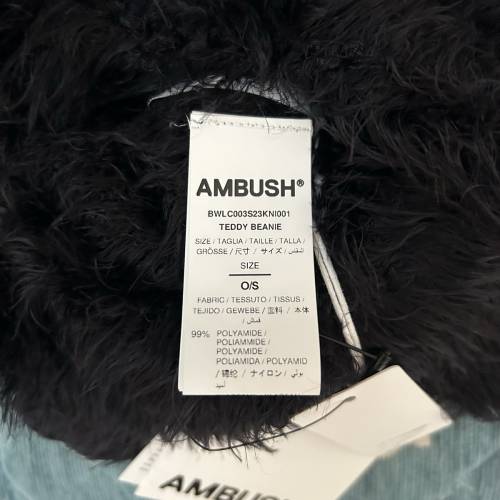 AMBUSH®
BWLC003S23KNI001
TEDDY BEANIE
SIZE / TAGLIA / TAILLE / TALLA /
GRÖSSE / 尺寸 / サイズ / المقاس
SIZE
O/S
FABRIC / TESSUTO / TISSUS /
TEJIDO / GEWEBE / 面料 / 本体
/ قماش
99% POLYAMIDE /
POLIAMMIDE /
POLYAMIDE /
POLIAMIDA / POLYAMID
/ 锦纶 / ナイロン / بولي
أميد
AMBUSH